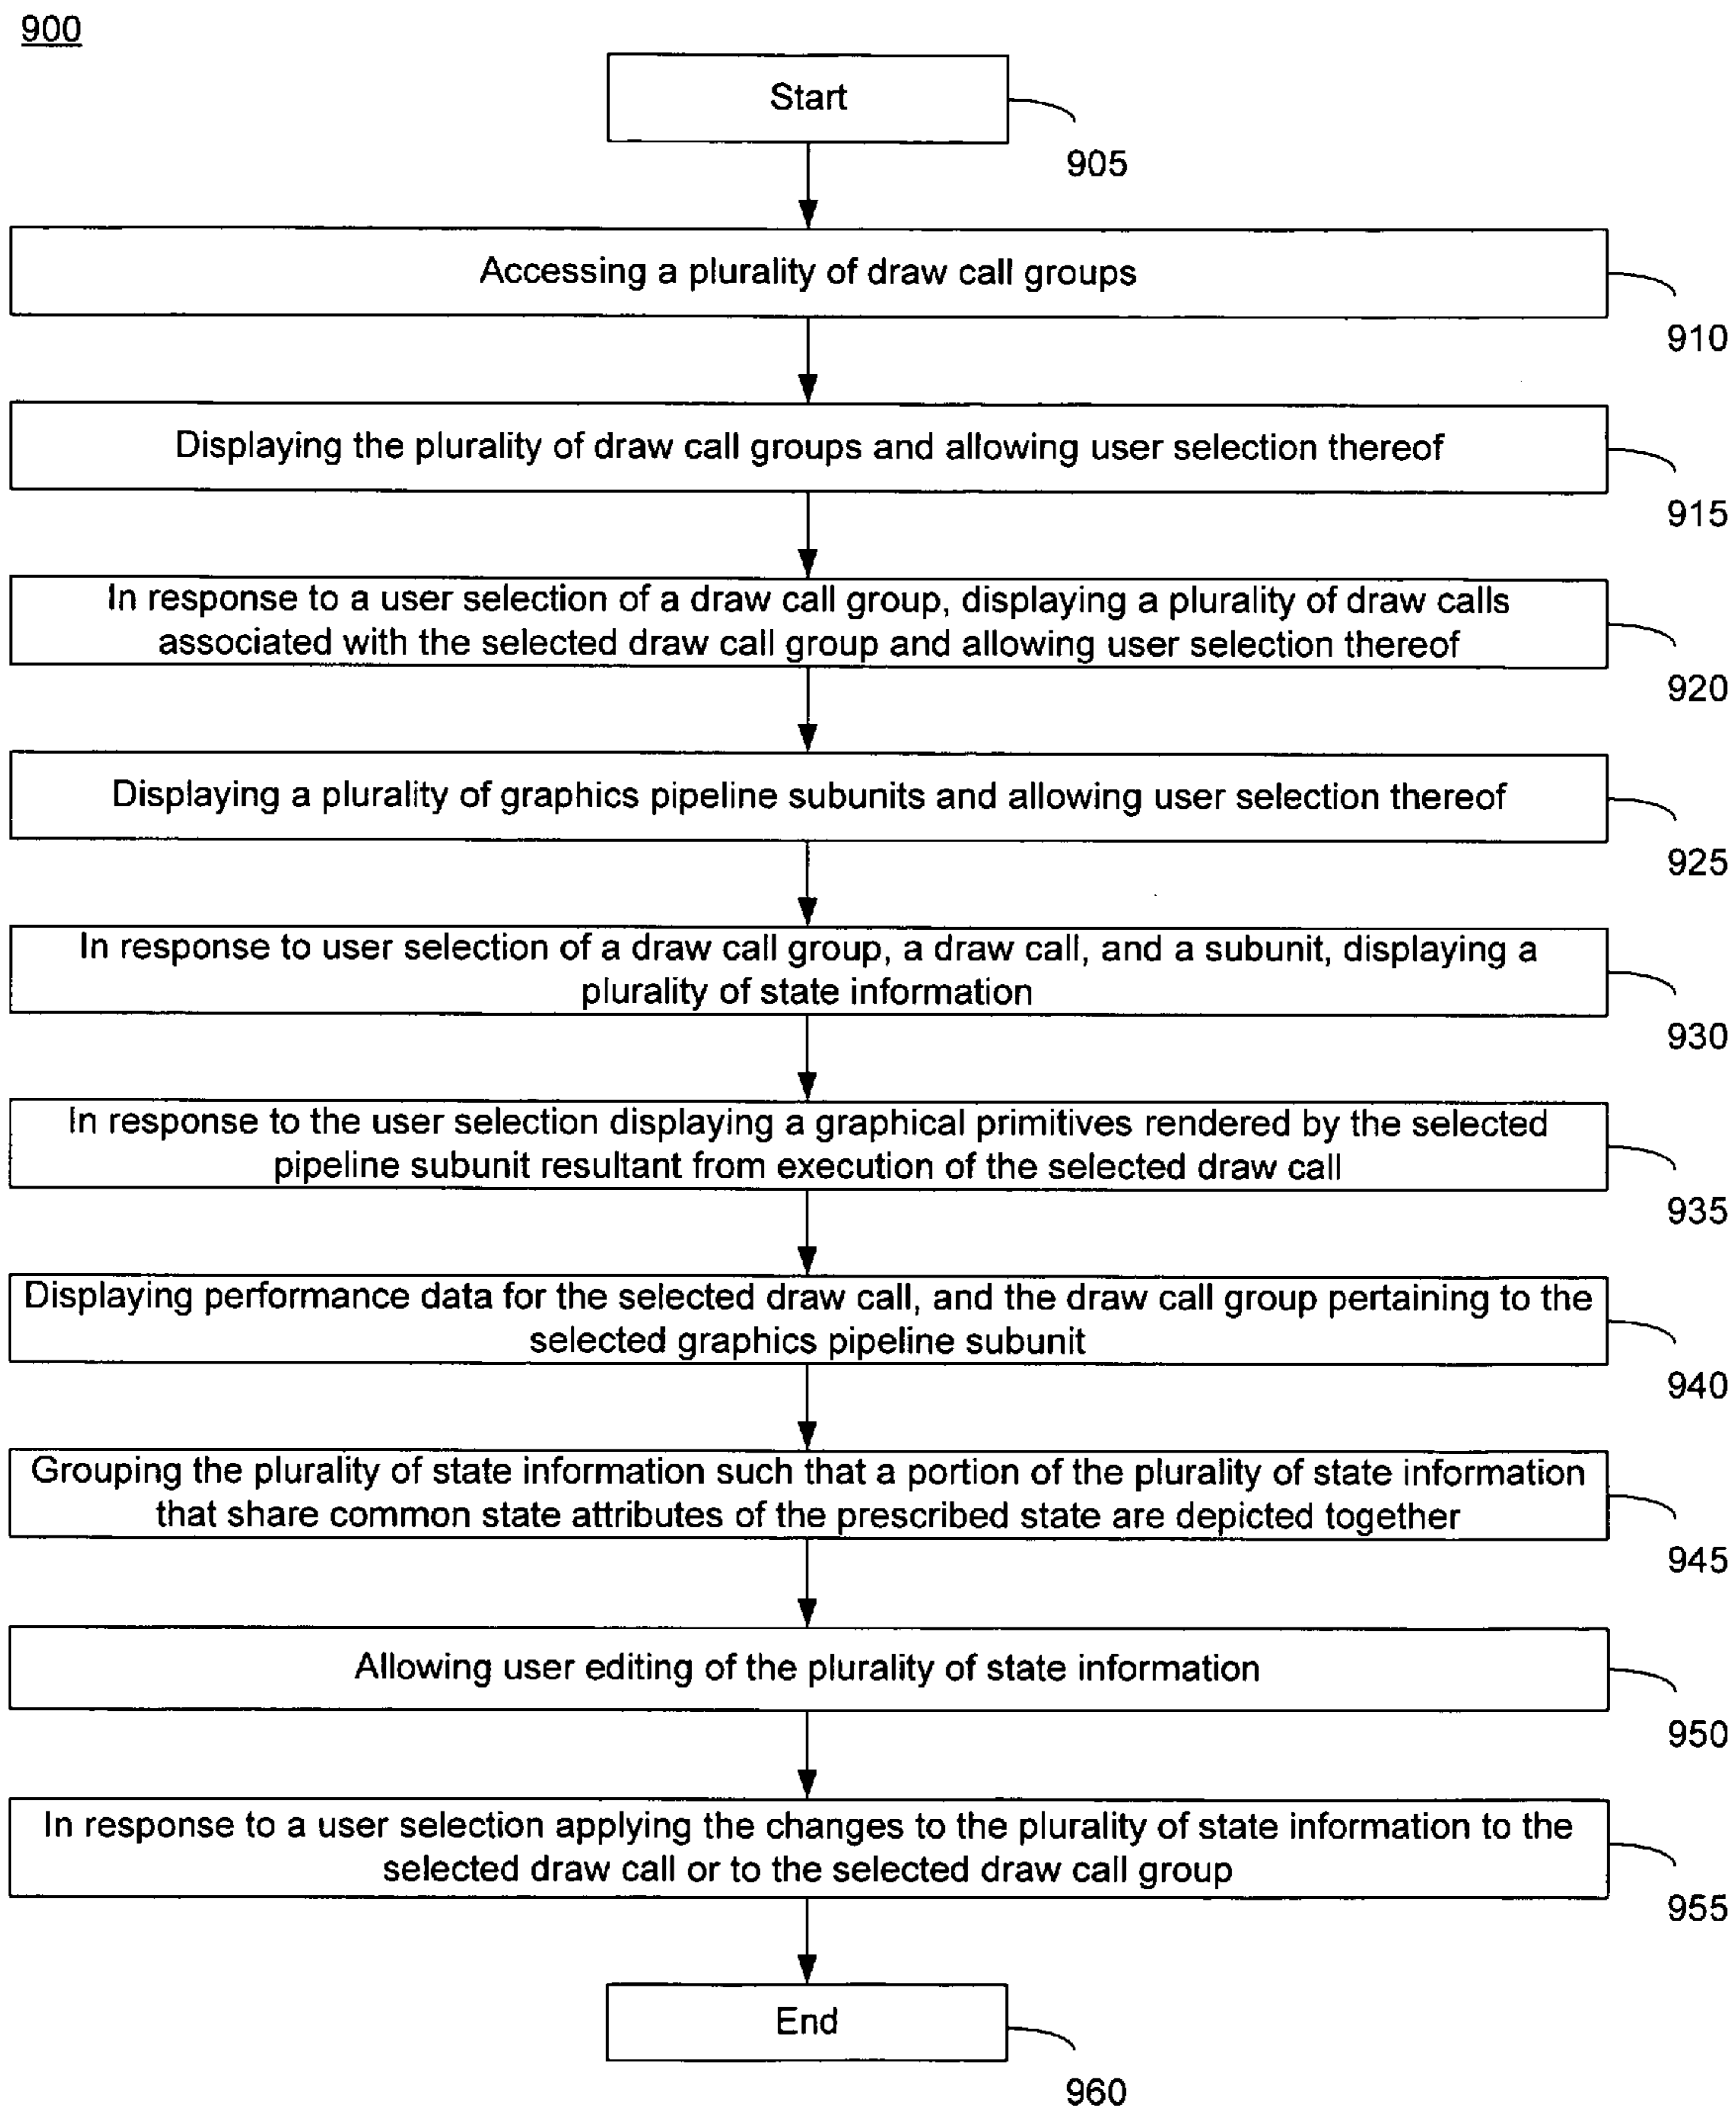 900
Start
905
Accessing a plurality of draw call groups
910
Displaying the plurality of draw call groups and allowing user selection thereof
915
In response to a user selection of a draw call group, displaying a plurality of draw calls
associated with the selected draw call group and allowing user selection thereof
920
Displaying a plurality of graphics pipeline subunits and allowing user selection thereof
925
In response to user selection of a draw call group, a draw call, and a subunit, displaying a
plurality of state information
930
In response to the user selection displaying a graphical primitives rendered by the selected
pipeline subunit resultant from execution of the selected draw call
935
Displaying performance data for the selected draw call, and the draw call group pertaining to the
selected graphics pipeline subunit
940
Grouping the plurality of state information such that a portion of the plurality of state information
that share common state attributes of the prescribed state are depicted together
945
Allowing user editing of the plurality of state information
950
In response to a user selection applying the changes to the plurality of state information to the
selected draw call or to the selected draw call group
955
End
960